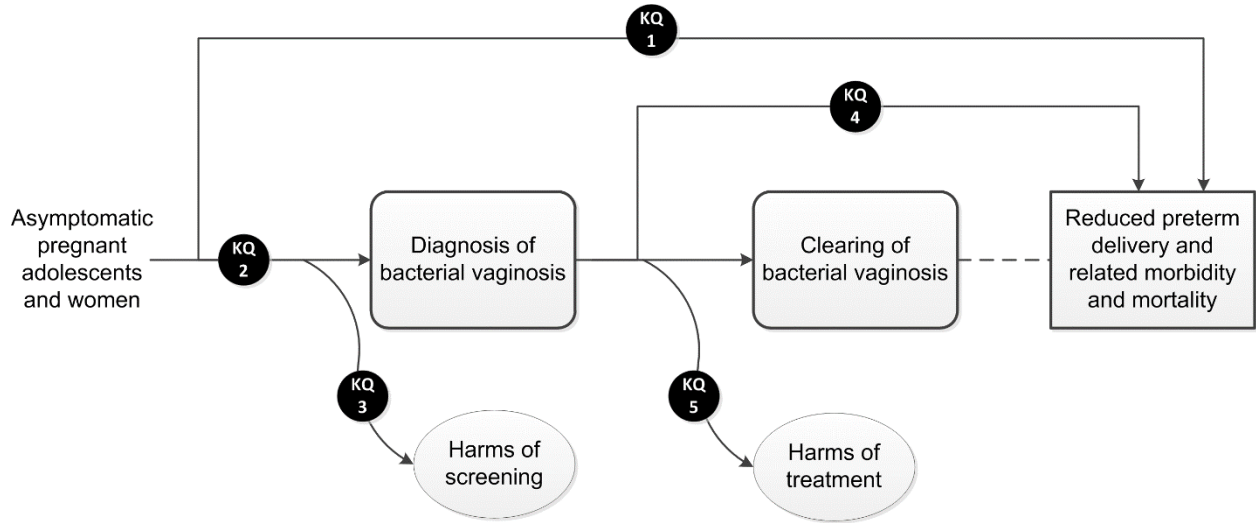 KQ
1
KQ
4
Asymptomatic
pregnant
adolescents
and women
KQ
2
Diagnosis of
bacterial vaginosis
Clearing of
bacterial vaginosis
Reduced preterm
delivery and
related morbidity
and mortality
KQ
3
KQ
5
Harms of
screening
Harms of
treatment